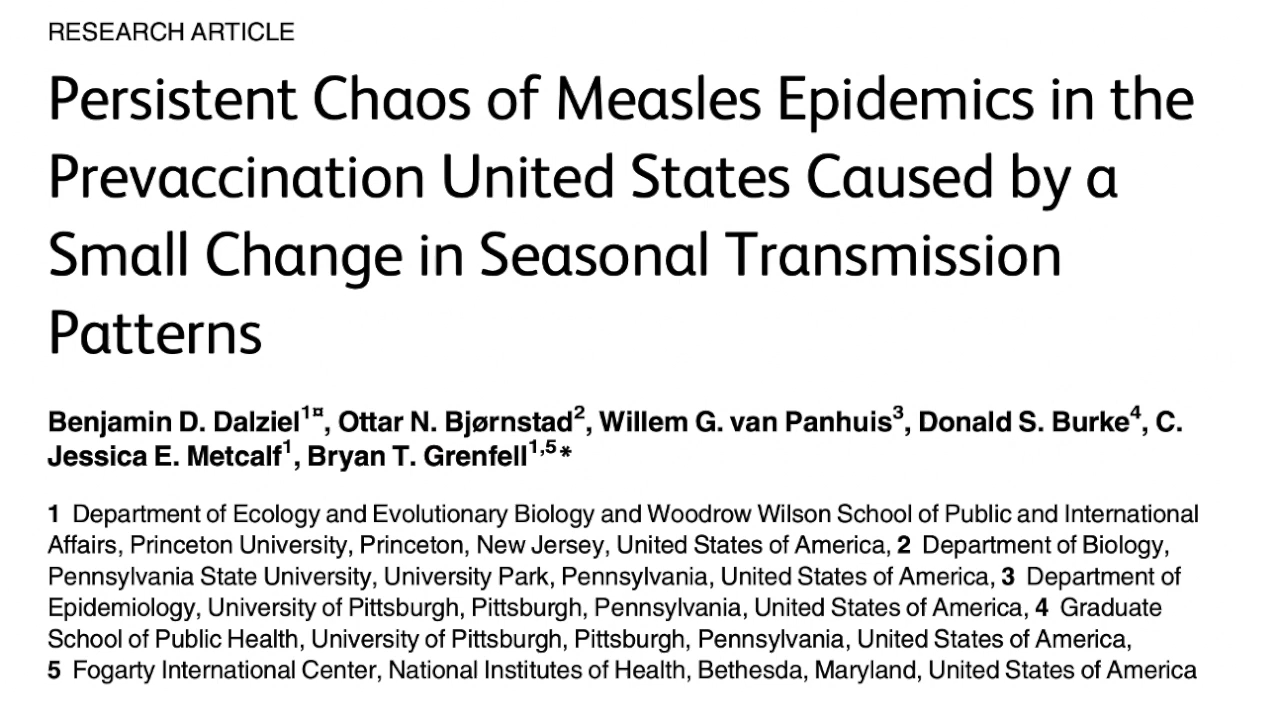 RESEARCH ARTICLE
Persistent Chaos of Measles Epidemics in the
Prevaccination United States Caused by a
Small Change in Seasonal Transmission
Patterns
Benjamin D. Dalziel1¤, Ottar N. Bjørnstad2, Willem G. van Panhuis3, Donald S. Burke4, C.
Jessica E. Metcalf1, Bryan T. Grenfell1,5*
1 Department of Ecology and Evolutionary Biology and Woodrow Wilson School of Public and International
Affairs, Princeton University, Princeton, New Jersey, United States of America, 2 Department of Biology,
Pennsylvania State University, University Park, Pennsylvania, United States of America, 3 Department of
Epidemiology, University of Pittsburgh, Pittsburgh, Pennsylvania, United States of America, 4 Graduate
School of Public Health, University of Pittsburgh, Pittsburgh, Pennsylvania, United States of America,
5 Fogarty International Center, National Institutes of Health, Bethesda, Maryland, United States of America